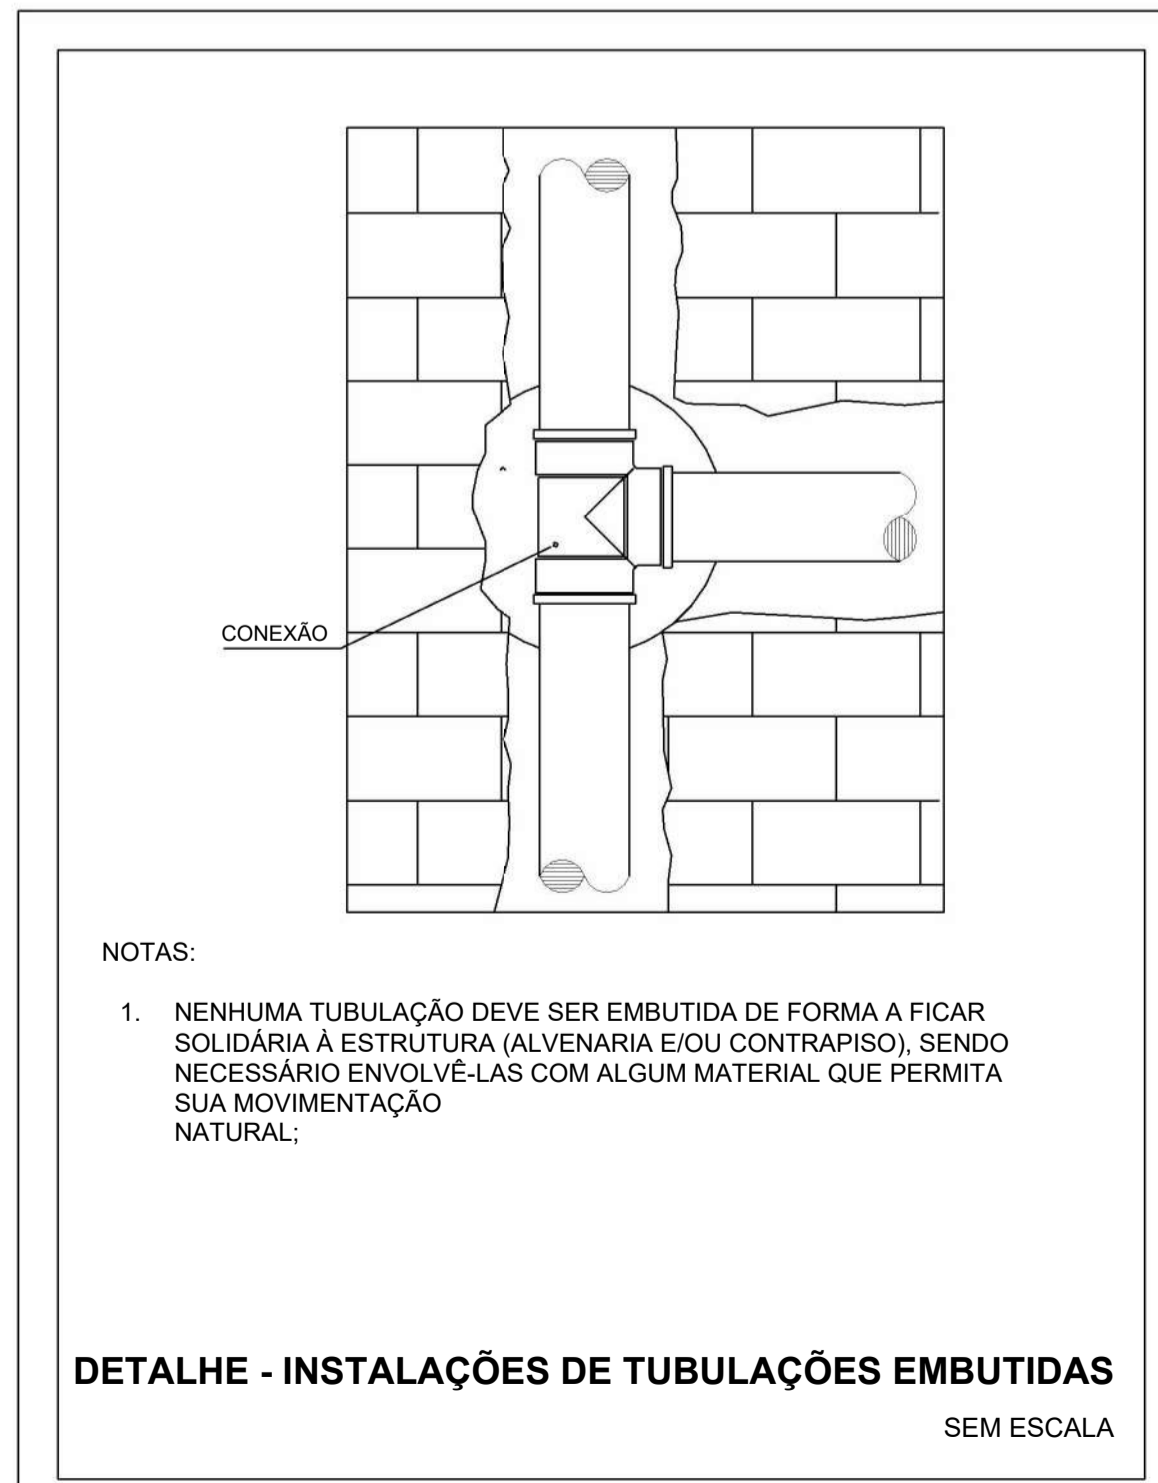 CONEXÃO
NOTAS:
1. NENHUMA TUBULAÇÃO DEVE SER EMBUTIDA DE FORMA A FICAR
SOLIDÁRIA À ESTRUTURA (ALVENARIA E/OU CONTRAPISO), SENDO
NECESSÁRIO ENVOLVÊ-LAS COM ALGUM MATERIAL QUE PERMITA
SUA MOVIMENTAÇÃO
NATURAL;
DETALHE - INSTALAÇÕES DE TUBULAÇÕES EMBUTIDAS
SEM ESCALA